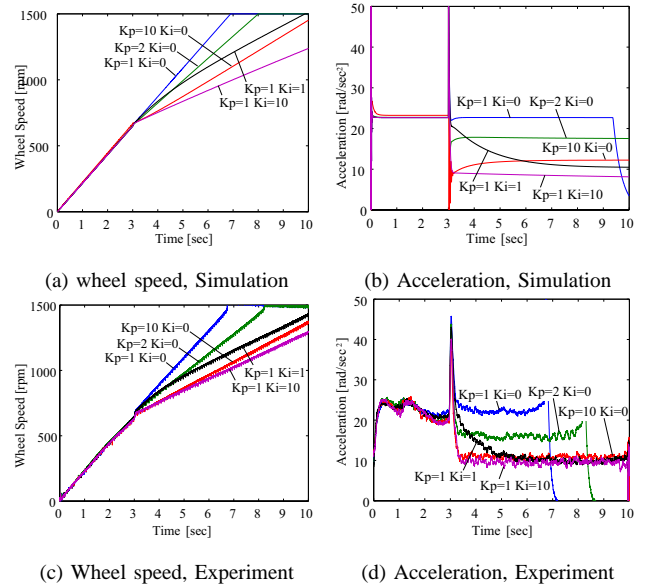 1500
1000
500
0
0 1 2 3 4 5 6 7 8 9 10
Wheel Speed [rpm]
Time [sec]
Kp=10 Ki=0
Kp=2 Ki=0
Kp=1 Ki=0
Kp=1 Ki=1
Kp=1 Ki=10
(a) wheel speed, Simulation
50
40
30
20
10
0
0 1 2 3 4 5 6 7 8 9 10
Acceleration [rad/sec²]
Time [sec]
Kp=1 Ki=0
Kp=2 Ki=0
Kp=10 Ki=0
Kp=1 Ki=1
Kp=1 Ki=10
(b) Acceleration, Simulation
1500
1000
500
0
0 1 2 3 4 5 6 7 8 9 10
Wheel Speed [rpm]
Time [sec]
Kp=10 Ki=0
Kp=2 Ki=0
Kp=1 Ki=0
Kp=1 Ki=1
Kp=1 Ki=10
(c) Wheel speed, Experiment
50
40
30
20
10
0
0 1 2 3 4 5 6 7 8 9 10
Acceleration [rad/sec²]
Time [sec]
Kp=1 Ki=0
Kp=2 Ki=0
Kp=10 Ki=0
Kp=1 Ki=1
Kp=1 Ki=10
(d) Acceleration, Experiment